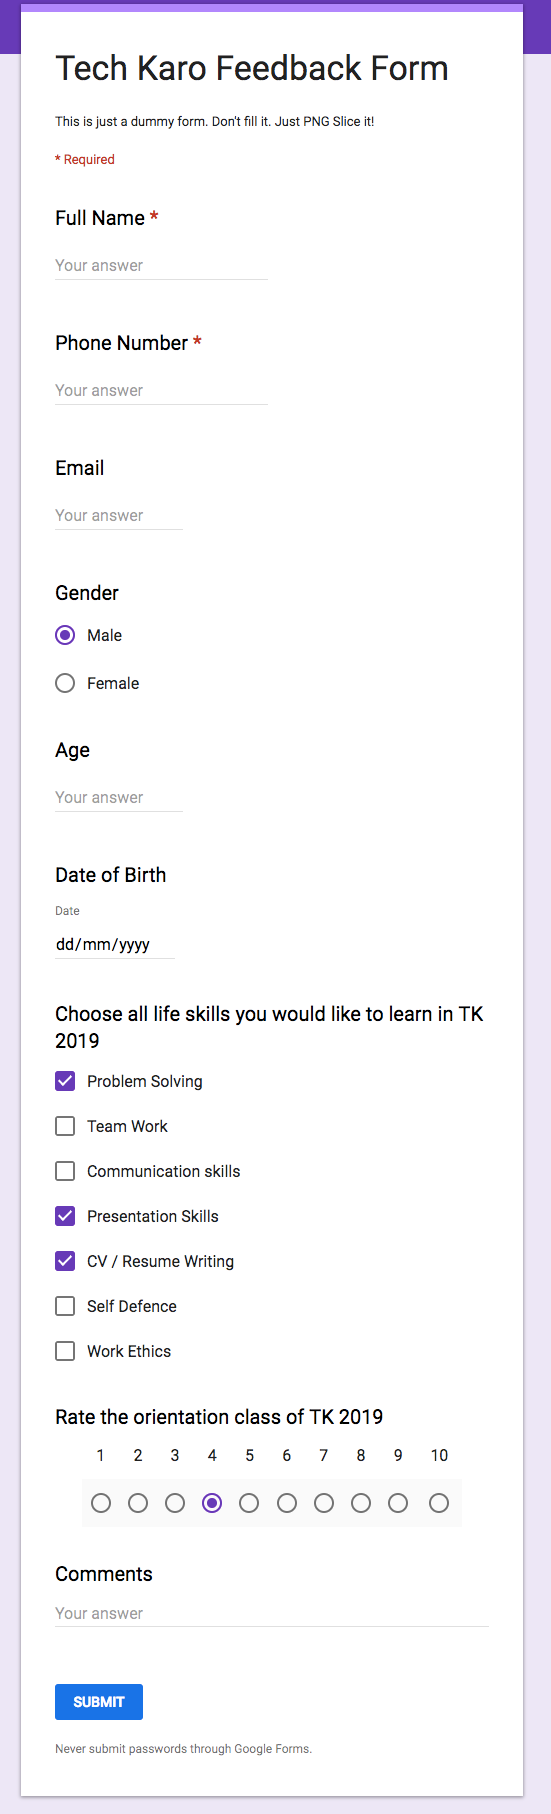 Tech Karo Feedback Form
This is just a dummy form. Don't fill it. Just PNG Slice it!
* Required
Full Name *
Your answer
Phone Number *
Your answer
Email
Your answer
Gender
Male
Female
Age
Your answer
Date of Birth
Date
dd/mm/yyyy
Choose all life skills you would like to learn in TK
2019
Problem Solving
Team Work
Communication skills
Presentation Skills
CV / Resume Writing
Self Defence
Work Ethics
Rate the orientation class of TK 2019
1 2 3 4 5 6 7 8 9 10
Comments
Your answer
SUBMIT
Never submit passwords through Google Forms.